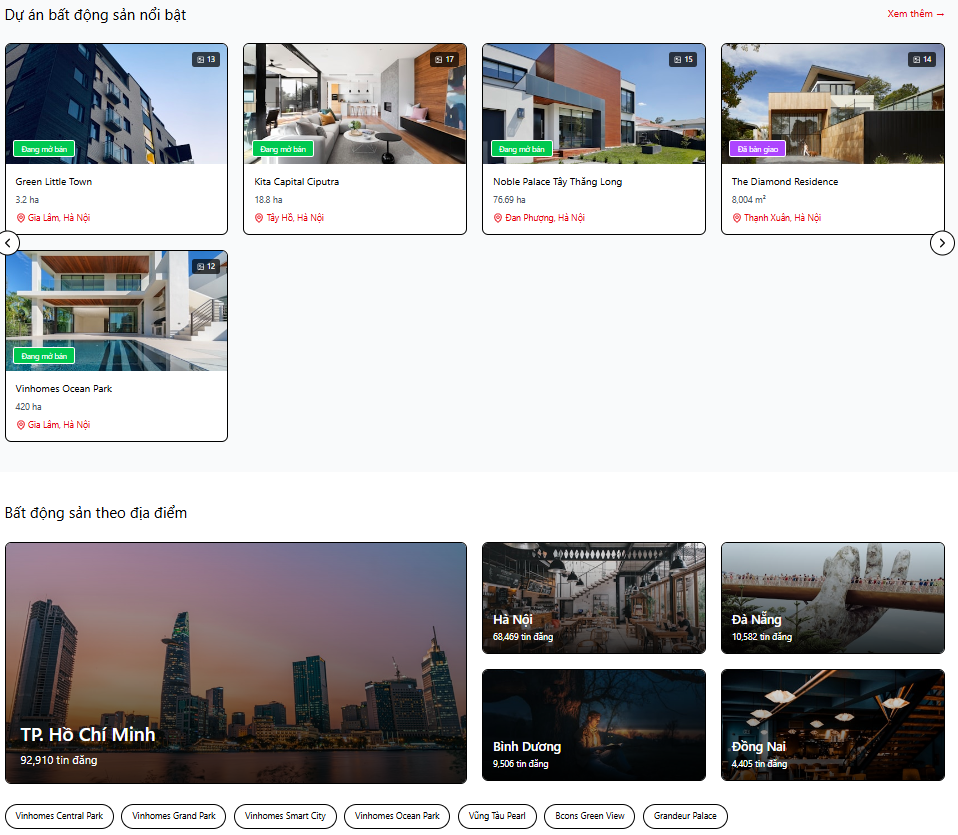 Dự án bất động sản nổi bật
Xem thêm →
13
Đang mở bán
Green Little Town
3.2 ha
Gia Lâm, Hà Nội
17
Đang mở bán
Kita Capital Ciputra
18.8 ha
Tây Hồ, Hà Nội
15
Đang mở bán
Noble Palace Tây Thăng Long
76.69 ha
Đan Phượng, Hà Nội
14
Đã bàn giao
The Diamond Residence
8,004 m²
Thanh Xuân, Hà Nội
12
Đang mở bán
Vinhomes Ocean Park
420 ha
Gia Lâm, Hà Nội
Bất động sản theo địa điểm
TP. Hồ Chí Minh
92,910 tin đăng
Hà Nội
68,469 tin đăng
Đà Nẵng
10,582 tin đăng
Bình Dương
9,506 tin đăng
Đồng Nai
4,405 tin đăng
Vinhomes Central Park
Vinhomes Grand Park
Vinhomes Smart City
Vinhomes Ocean Park
Vũng Tàu Pearl
Bcons Green View
Grandeur Palace